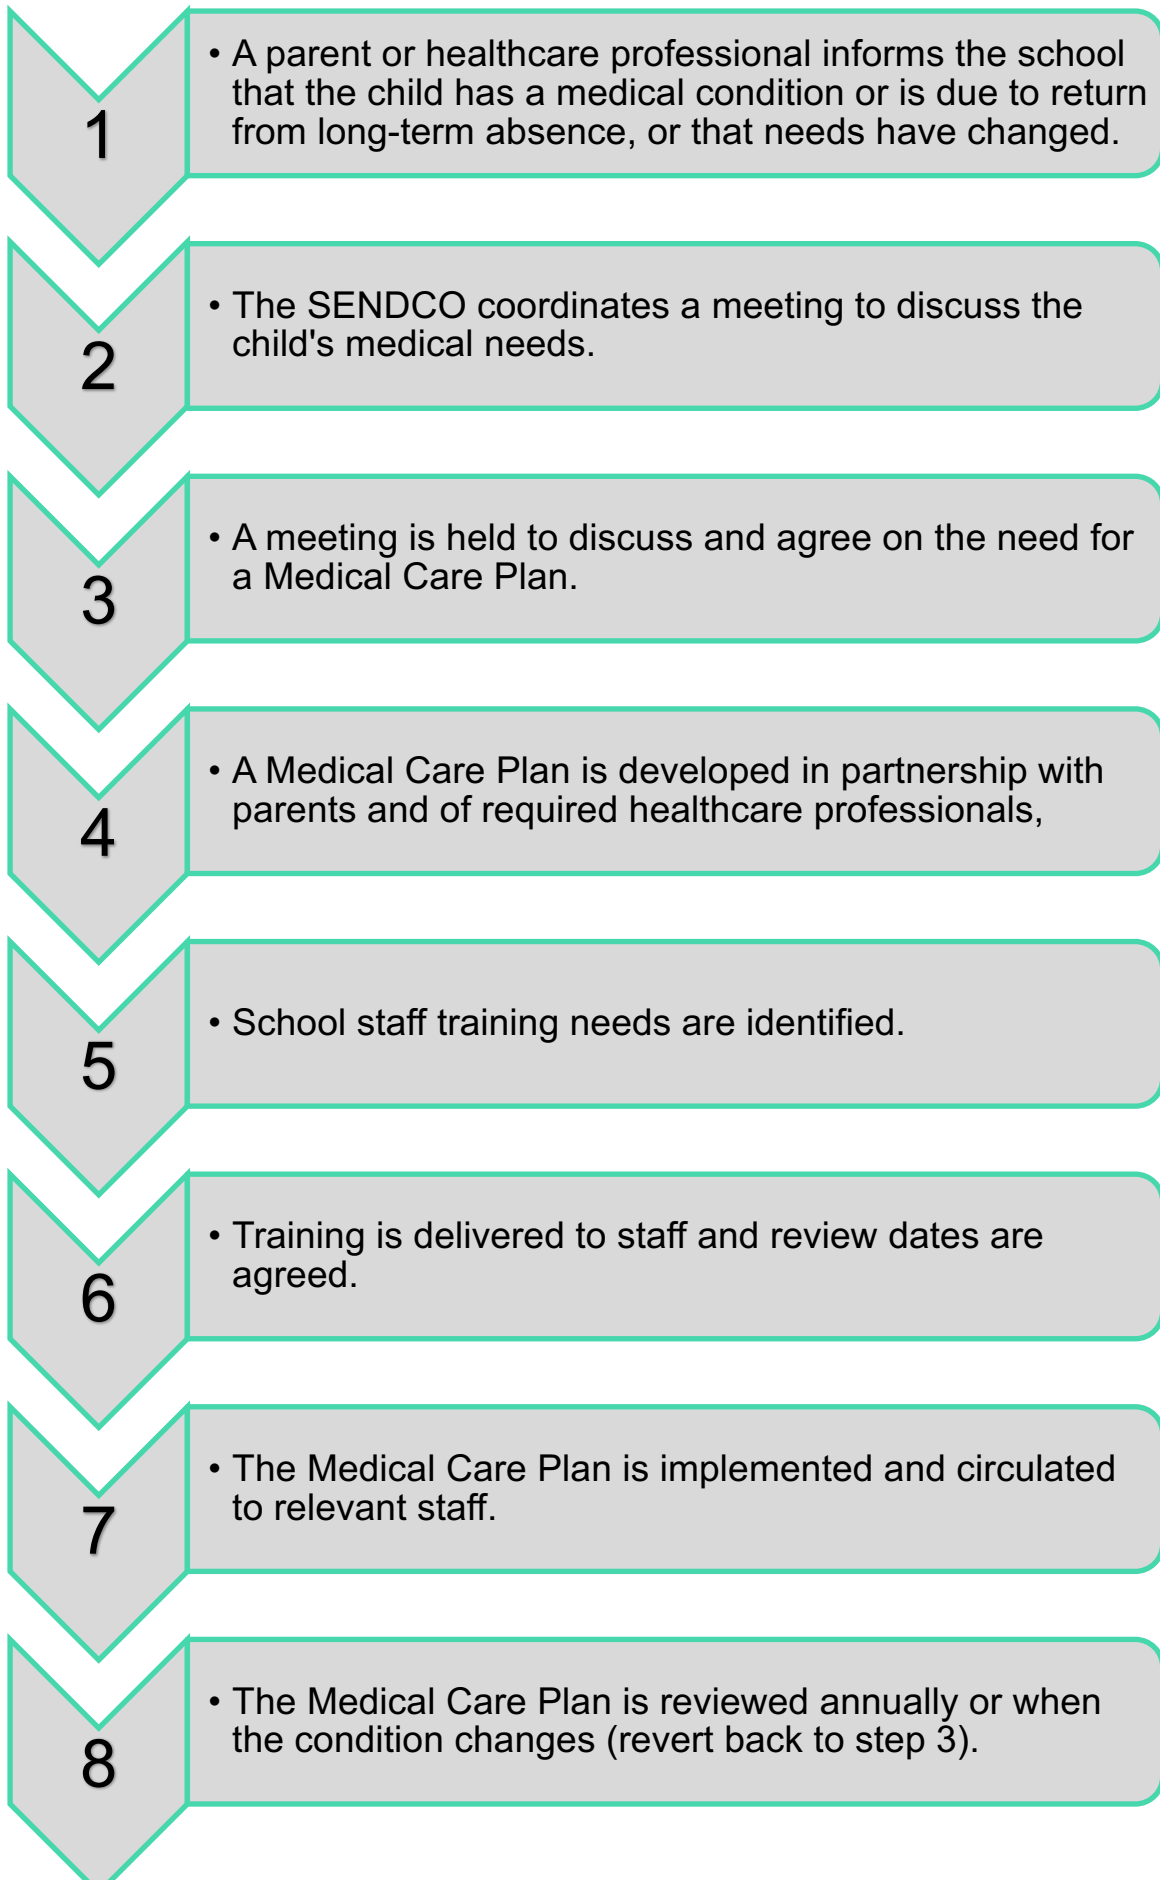 1
• A parent or healthcare professional informs the school
that the child has a medical condition or is due to return
from long-term absence, or that needs have changed.
2
• The SENDCO coordinates a meeting to discuss the
child's medical needs.
3
• A meeting is held to discuss and agree on the need for
a Medical Care Plan.
4
• A Medical Care Plan is developed in partnership with
parents and of required healthcare professionals,
5
• School staff training needs are identified.
6
• Training is delivered to staff and review dates are
agreed.
7
• The Medical Care Plan is implemented and circulated
to relevant staff.
8
• The Medical Care Plan is reviewed annually or when
the condition changes (revert back to step 3).